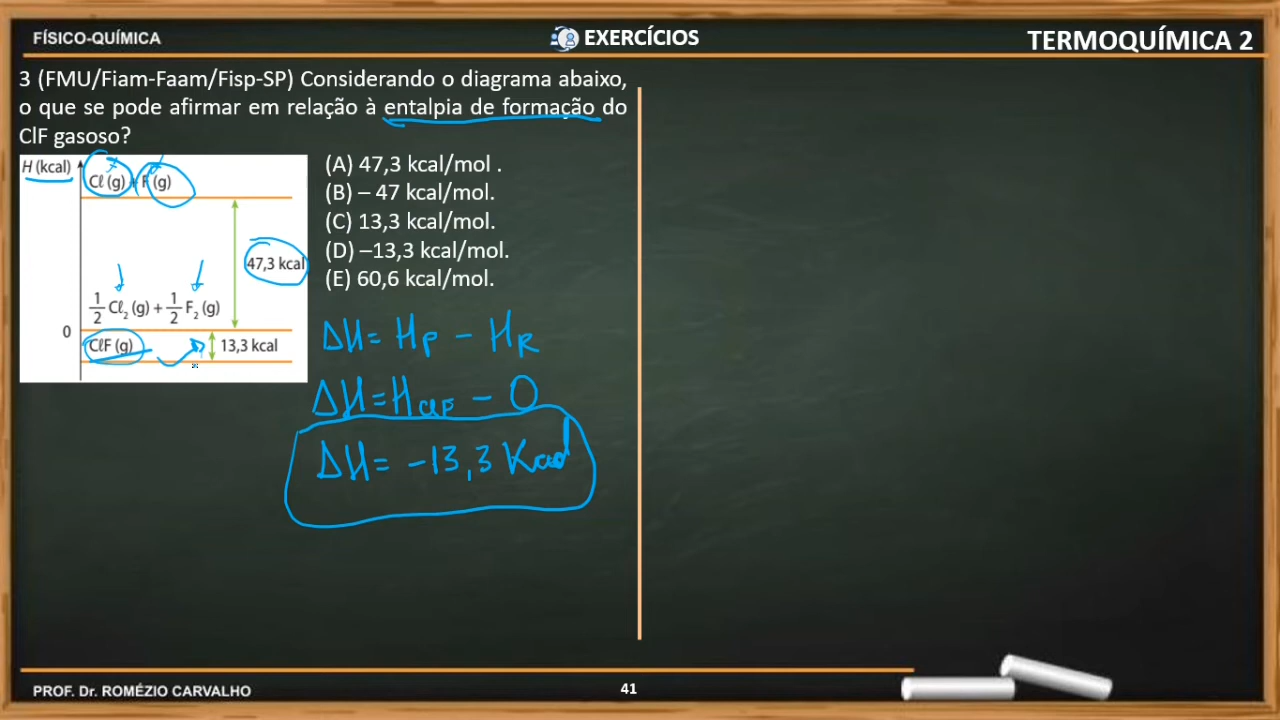 FÍSICO-QUÍMICA
EXERCÍCIOS
TERMOQUÍMICA 2
3 (FMU/Fiam-Faam/Fisp-SP) Considerando o diagrama abaixo,
o que se pode afirmar em relação à entalpia de formação do
ClF gasoso?
H (kcal)
Cℓ (g) + F (g)
47,3 kcal
1/2 Cℓ₂ (g) + 1/2 F₂ (g)
0
CℓF (g)
13,3 kcal
(A) 47,3 kcal/mol .
(B) – 47 kcal/mol.
(C) 13,3 kcal/mol.
(D) –13,3 kcal/mol.
(E) 60,6 kcal/mol.
ΔH = HP – HR
ΔH = HClF – 0
ΔH = -13,3 Kcal
PROF. Dr. ROMÉZIO CARVALHO
41